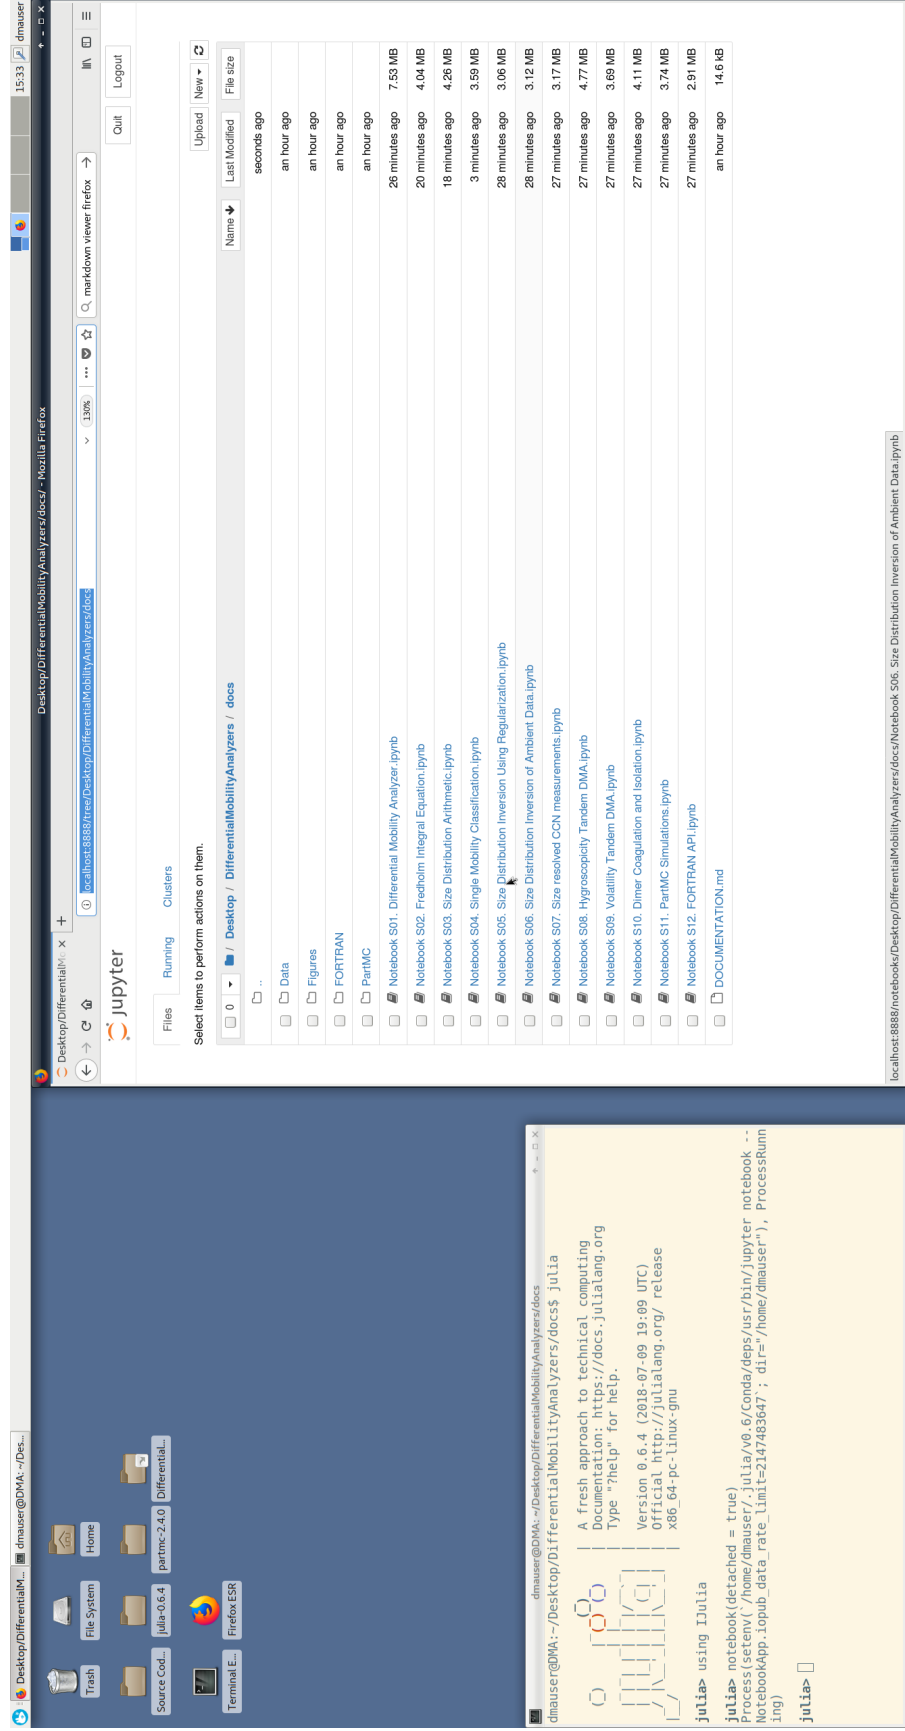 Desktop/DifferentialM...
dmauser@DMA: ~/Des...
15:33
dmauser
Trash
File System
Home
Source Cod...
julia-0.6.4
partmc-2.4.0
Differential...
Terminal E...
Firefox ESR
dmauser@DMA: ~/Desktop/DifferentialMobilityAnalyzers/docs
dmauser@DMA:~/Desktop/DifferentialMobilityAnalyzers/docs$ julia
A fresh approach to technical computing
Documentation: https://docs.julialang.org
Type "?help" for help.
Version 0.6.4 (2018-07-09 19:09 UTC)
Official http://julialang.org/ release
x86_64-pc-linux-gnu
julia> using IJulia
julia> notebook(detached = true)
Process(setenv(`/home/dmauser/.julia/v0.6/Conda/deps/usr/bin/jupyter notebook --
NotebookApp.iopub_data_rate_limit=2147483647`; dir="/home/dmauser"), ProcessRunn
ing)
julia>
Desktop/DifferentialMobilityAnalyzers/docs/ - Mozilla Firefox
Desktop/DifferentialMo
localhost:8888/tree/Desktop/DifferentialMobilityAnalyzers/docs
130%
markdown viewer firefox
jupyter
Quit
Logout
Files
Running
Clusters
Select items to perform actions on them.
Upload
New
0
/ Desktop / DifferentialMobilityAnalyzers / docs
Name
Last Modified
File size
.. seconds ago
Data an hour ago
Figures an hour ago
FORTRAN an hour ago
PartMC an hour ago
Notebook S01. Differential Mobility Analyzer.ipynb 26 minutes ago 7.53 MB
Notebook S02. Fredholm Integral Equation.ipynb 20 minutes ago 4.04 MB
Notebook S03. Size Distribution Arithmetic.ipynb 18 minutes ago 4.26 MB
Notebook S04. Single Mobility Classification.ipynb 3 minutes ago 3.59 MB
Notebook S05. Size Distribution Inversion Using Regularization.ipynb 28 minutes ago 3.06 MB
Notebook S06. Size Distribution Inversion of Ambient Data.ipynb 28 minutes ago 3.12 MB
Notebook S07. Size resolved CCN measurements.ipynb 27 minutes ago 3.17 MB
Notebook S08. Hygroscopicity Tandem DMA.ipynb 27 minutes ago 4.77 MB
Notebook S09. Volatility Tandem DMA.ipynb 27 minutes ago 3.69 MB
Notebook S10. Dimer Coagulation and Isolation.ipynb 27 minutes ago 4.11 MB
Notebook S11. PartMC Simulations.ipynb 27 minutes ago 3.74 MB
Notebook S12. FORTRAN API.ipynb 27 minutes ago 2.91 MB
DOCUMENTATION.md an hour ago 14.6 kB
localhost:8888/notebooks/Desktop/DifferentialMobilityAnalyzers/docs/Notebook S06. Size Distribution Inversion of Ambient Data.ipynb